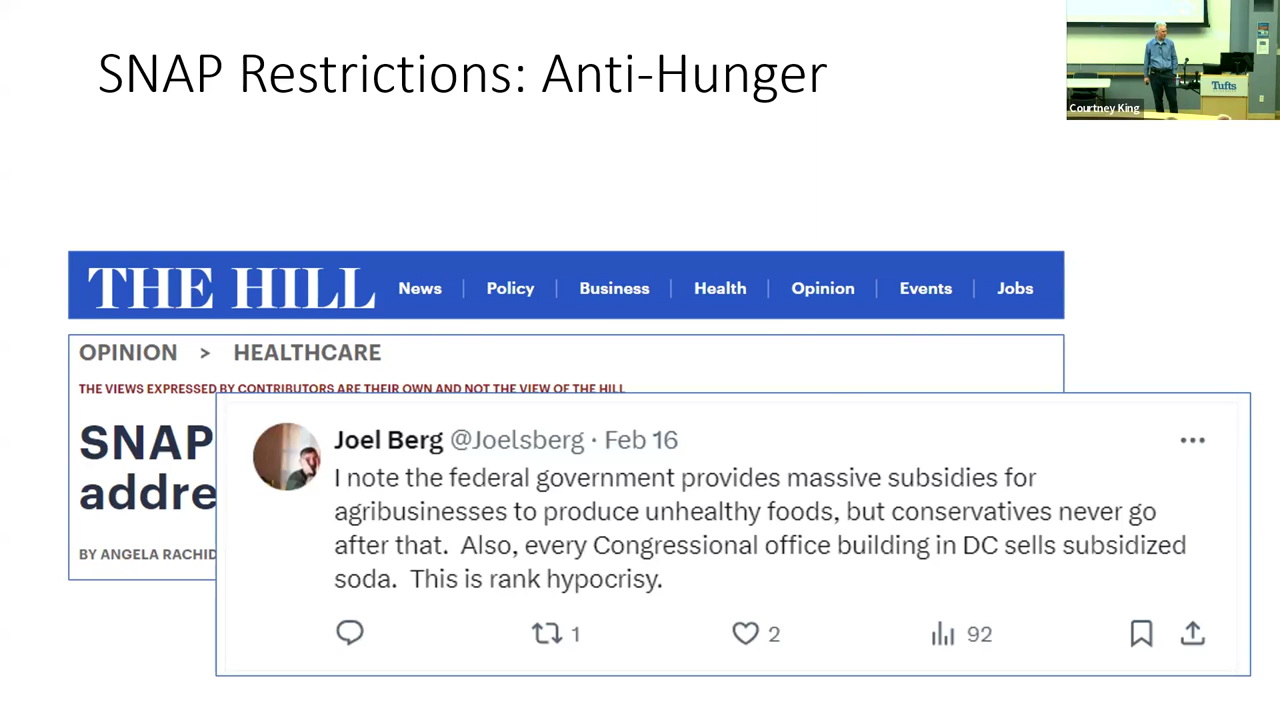 SNAP Restrictions: Anti-Hunger
Tufts
Courtney King
THE HILL News Policy Business Health Opinion Events Jobs
OPINION > HEALTHCARE
THE VIEWS EXPRESSED BY CONTRIBUTORS ARE THEIR OWN AND NOT THE VIEW OF THE HILL
SNAP
addre
BY ANGELA RACHID
Joel Berg @Joelsberg · Feb 16
I note the federal government provides massive subsidies for
agribusinesses to produce unhealthy foods, but conservatives never go
after that. Also, every Congressional office building in DC sells subsidized
soda. This is rank hypocrisy.
1 2 92